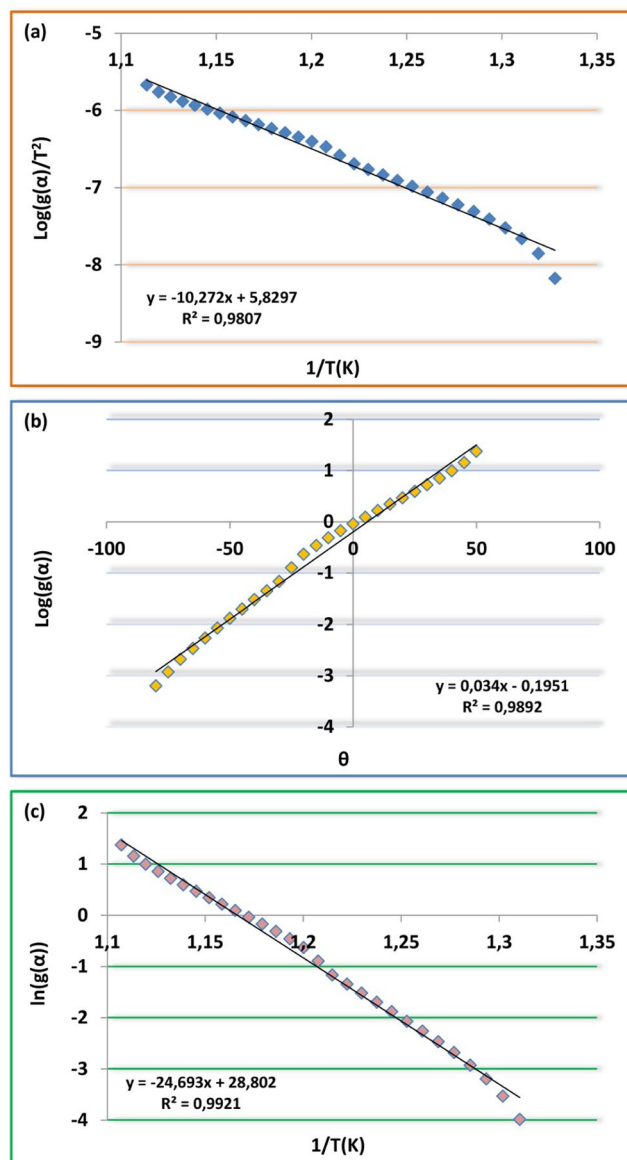 (a)
-5
1,1 1,15 1,2 1,25 1,3 1,35
-6
-7
-8
-9
Log(g(α)/T²)
y = -10,272x + 5,8297
R² = 0,9807
1/T(K)
(b)
2
1
0
-100 -50 0 50 100
-1
-2
-3
-4
Log(g(α))
y = 0,034x - 0,1951
R² = 0,9892
θ
(c)
2
1
0
1,1 1,15 1,2 1,25 1,3 1,35
-1
-2
-3
-4
ln(g(α))
y = -24,693x + 28,802
R² = 0,9921
1/T(K)